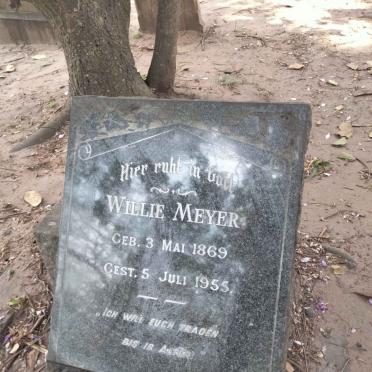 Hier ruht in Gott
WILLIE MEYER
GEB. 3 MAI 1869
GEST. 5 JULI 1955.
„ICH WILL EUCH TRAGEN
BIS IN